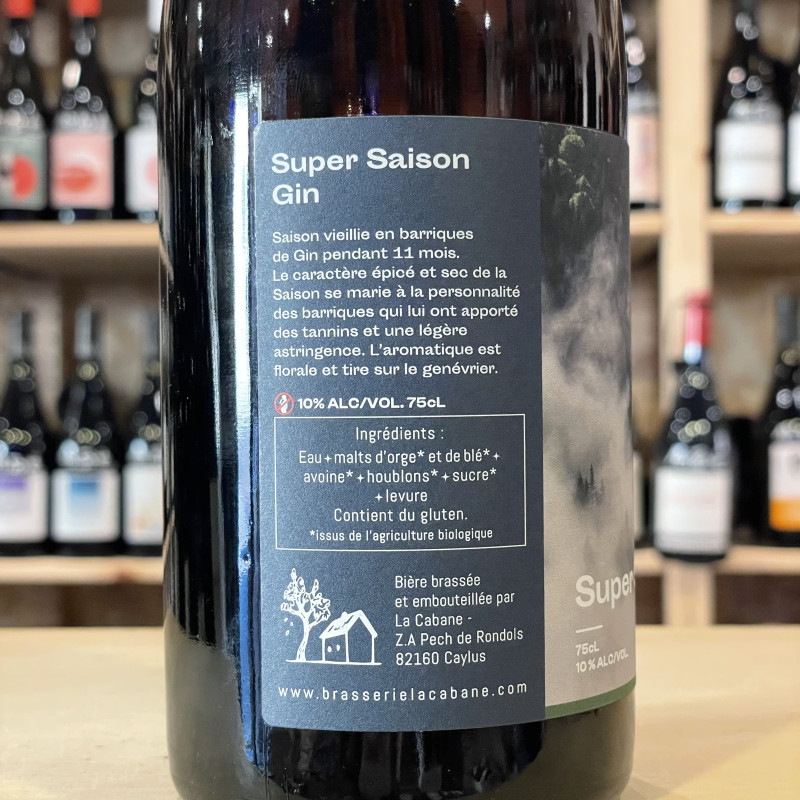 Super Saison
Gin
Saison vieillie en barriques
de Gin pendant 11 mois.
Le caractère épicé et sec de la
Saison se marie à la personnalité
des barriques qui lui ont apporté
des tannins et une légère
astringence. L'aromatique est
florale et tire sur le genévrier.
10% ALC/VOL. 75cL
Ingrédients :
Eau + malts d'orge* et de blé* +
avoine* + houblons* + sucre*
+ levure
Contient du gluten.
*issus de l'agriculture biologique
Bière brassée
et embouteillée par
La Cabane -
Z.A Pech de Rondols
82160 Caylus
www.brasserielacabane.com
Super
75cL
10% ALC/VOL